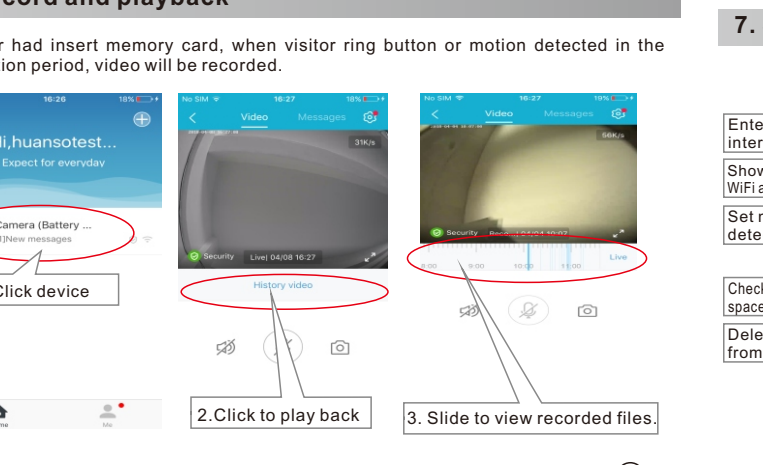 cord and playback
r had insert memory card, when visitor ring button or motion detected in the
tion period, video will be recorded.
16:26 18%
i,huansotest...
Expect for everyday
Camera (Battery ...
1]New messages
Click device
Me
No SIM 16:27 18%
Video Messages
31K/s
Security Live| 04/08 16:27
History video
2.Click to play back
No SIM 16:27 19%
Video Messages
56K/s
Security
8:00 9:00 10:00 11:00 Live
3. Slide to view recorded files.
7.
Ente
inter
Show
WiFi a
Set r
dete
Check
space
Dele
from